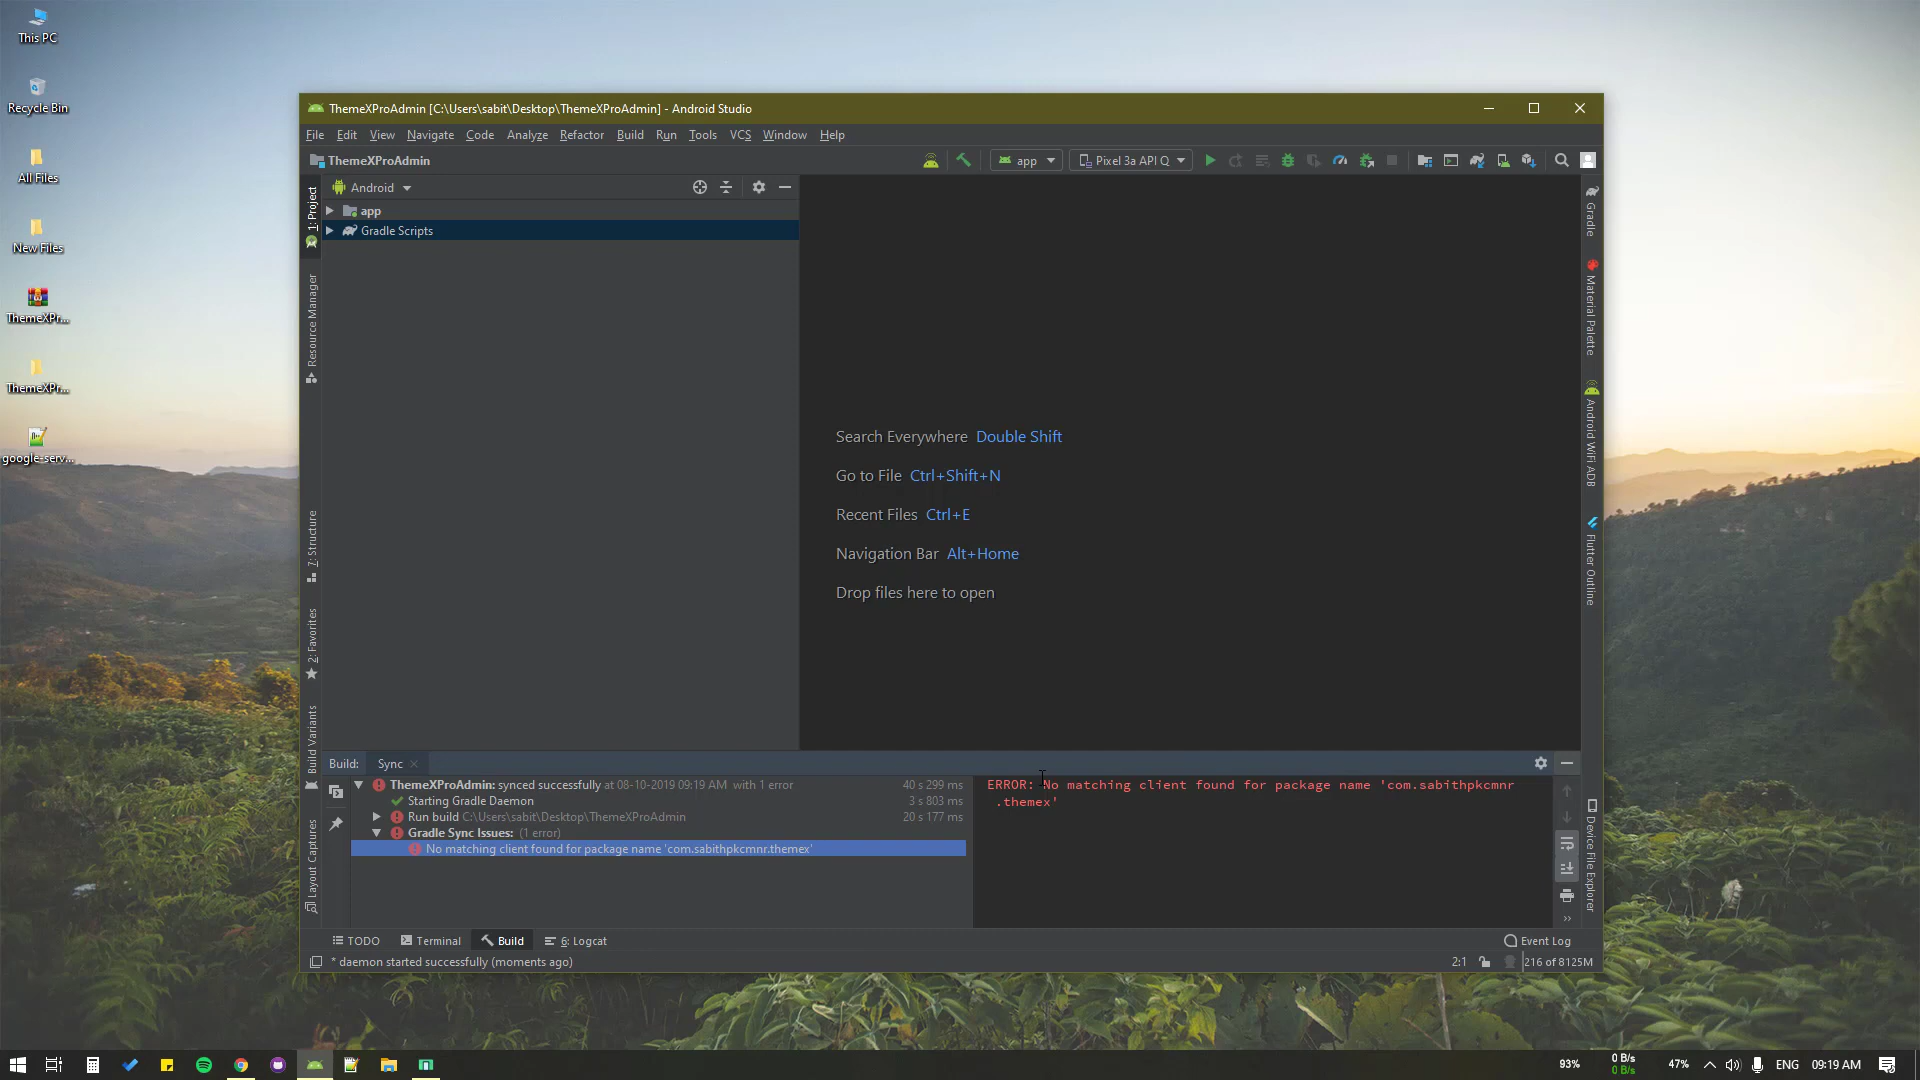 This PC
Recycle Bin
All Files
New Files
ThemeXPr...
ThemeXPr...
google-serv...
ThemeXProAdmin [C:\Users\sabit\Desktop\ThemeXProAdmin] - Android Studio
File Edit View Navigate Code Analyze Refactor Build Run Tools VCS Window Help
ThemeXProAdmin
app
Pixel 3a API Q
Android
app
Gradle Scripts
1: Project
Resource Manager
7: Structure
2: Favorites
Build Variants
Layout Captures
Search Everywhere Double Shift
Go to File Ctrl+Shift+N
Recent Files Ctrl+E
Navigation Bar Alt+Home
Drop files here to open
Gradle
Material Palette
Android WiFi ADB
Flutter Outline
Device File Explorer
Build: Sync
ThemeXProAdmin: synced successfully at 08-10-2019 09:19 AM with 1 error 40 s 299 ms
Starting Gradle Daemon 3 s 803 ms
Run build C:\Users\sabit\Desktop\ThemeXProAdmin 20 s 177 ms
Gradle Sync Issues: (1 error)
No matching client found for package name 'com.sabithpkcmnr.themex'
ERROR: No matching client found for package name 'com.sabithpkcmnr
.themex'
TODO Terminal Build 6: Logcat Event Log
* daemon started successfully (moments ago) 2:1 216 of 8125M
93% 0 B/s 47% ENG 09:19 AM
0 B/s